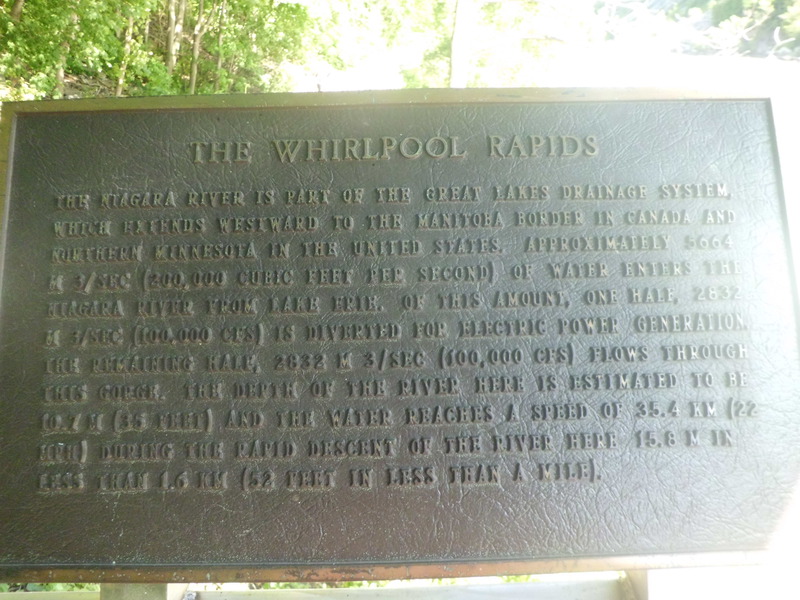 THE WHIRLPOOL RAPIDS
THE NIAGARA RIVER IS PART OF THE GREAT LAKES DRAINAGE SYSTEM,
WHICH EXTENDS WESTWARD TO THE MANITOBA BORDER IN CANADA AND
NORTHERN MINNESOTA IN THE UNITED STATES. APPROXIMATELY 5664
M 3/SEC (200,000 CUBIC FEET PER SECOND) OF WATER ENTERS THE
NIAGARA RIVER FROM LAKE ERIE. OF THIS AMOUNT, ONE HALF, 2832
M 3/SEC (100,000 CFS) IS DIVERTED FOR ELECTRIC POWER GENERATION.
THE REMAINING HALF, 2832 M 3/SEC (100,000 CFS) FLOWS THROUGH
THIS GORGE. THE DEPTH OF THE RIVER HERE IS ESTIMATED TO BE
10.7 M (35 FEET) AND THE WATER REACHES A SPEED OF 35.4 KM (22
MPH) DURING THE RAPID DESCENT OF THE RIVER HERE 15.8 M IN
LESS THAN 1.6 KM (52 FEET IN LESS THAN A MILE).